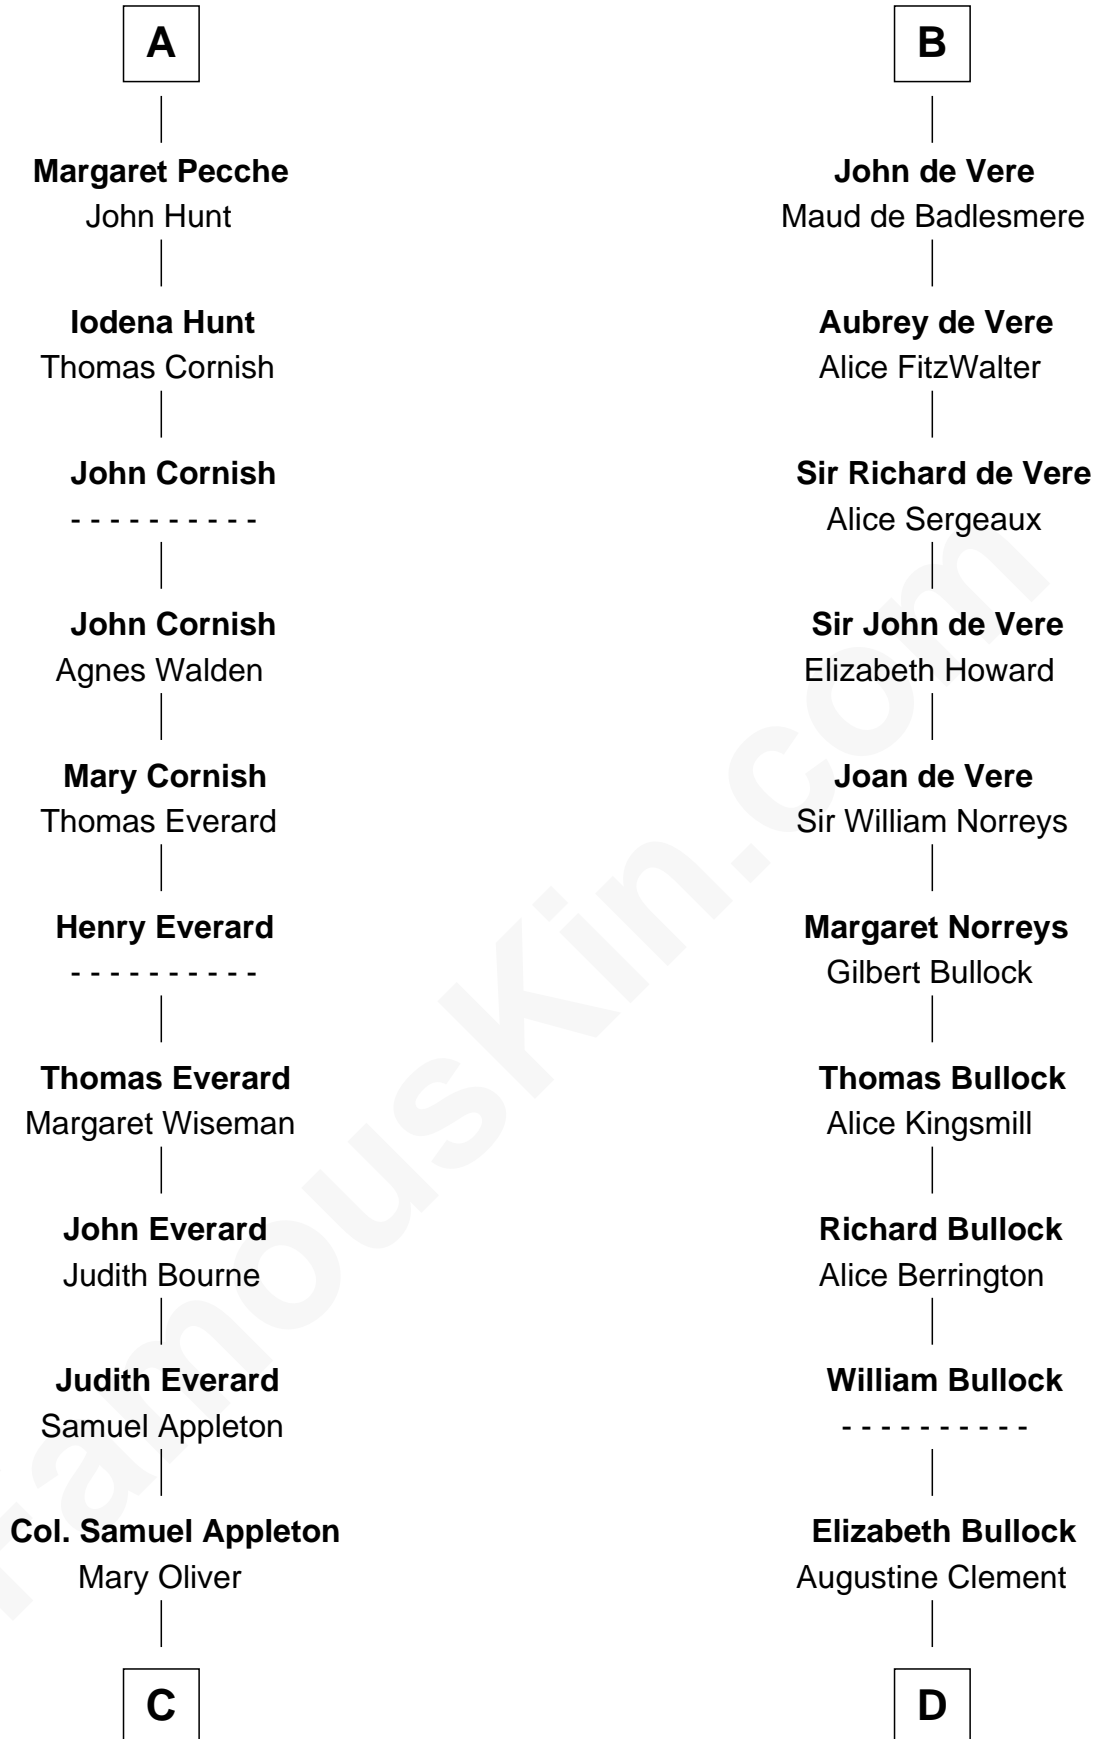 A
Margaret Pecche
John Hunt
Iodena Hunt
Thomas Cornish
John Cornish
- - - - - - - - - -
John Cornish
Agnes Walden
Mary Cornish
Thomas Everard
Henry Everard
- - - - - - - - - -
Thomas Everard
Margaret Wiseman
John Everard
Judith Bourne
Judith Everard
Samuel Appleton
Col. Samuel Appleton
Mary Oliver
C
B
John de Vere
Maud de Badlesmere
Aubrey de Vere
Alice FitzWalter
Sir Richard de Vere
Alice Sergeaux
Sir John de Vere
Elizabeth Howard
Joan de Vere
Sir William Norreys
Margaret Norreys
Gilbert Bullock
Thomas Bullock
Alice Kingsmill
Richard Bullock
Alice Berrington
William Bullock
- - - - - - - - - -
Elizabeth Bullock
Augustine Clement
D
FamousKin.com